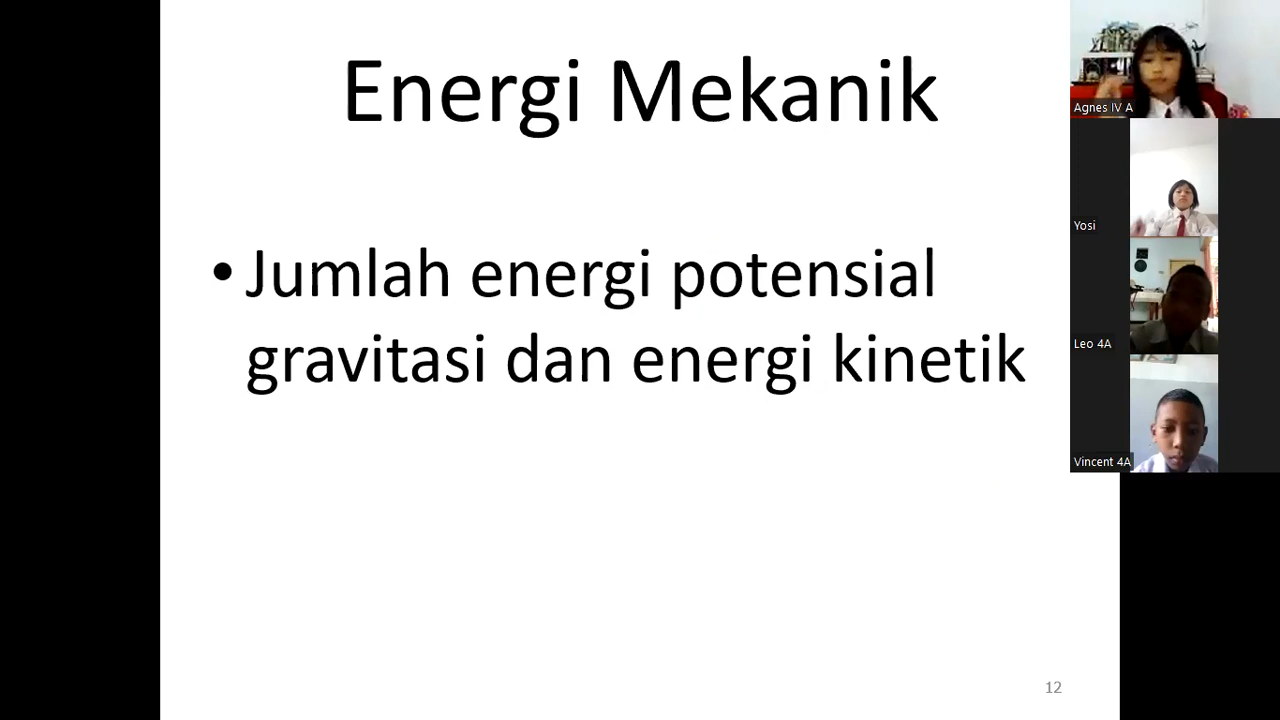 Energi Mekanik
• Jumlah energi potensial
gravitasi dan energi kinetik
12
Agnes IV A
Yosi
Leo 4A
Vincent 4A